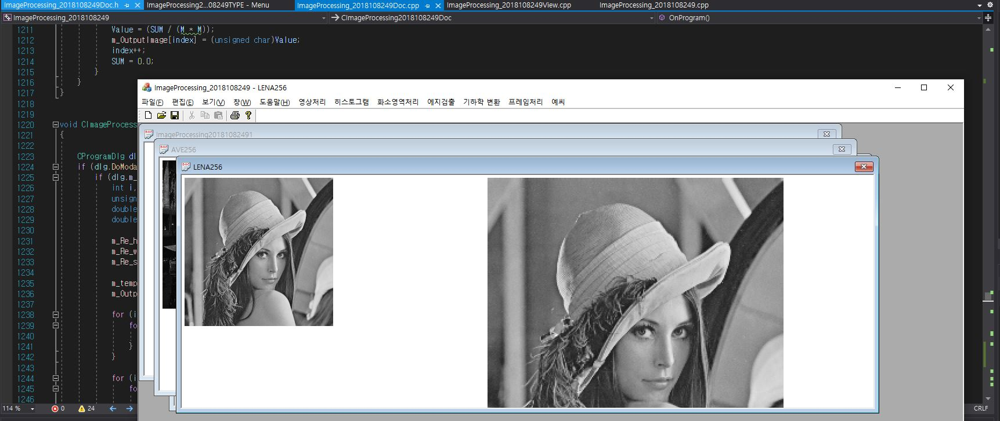 ImageProcessing_2018108249Doc.h ImageProcessing2...08249TYPE - Menu ImageProcessing_2018108249Doc.cpp ImageProcessing_2018108249View.cpp ImageProcessing_2018108249.cpp
ImageProcessing_2018108249 CImageProcessing2018108249Doc OnProgram()
1211 Value = (SUM / (M * M));
1212 m_OutputImage[index] = (unsigned char)Value;
1213 index++;
1214 SUM = 0.0;
1215 }
1216 }
1217 }
1218
1219
1220 void CImageProcess
1221 {
1222
1223 CProgramDlg dl
1224 if (dlg.DoModa
1225 if (dlg.m_
1226 int i,
1227 unsign
1228 double
1229 double
1230
1231 m_Re_h
1232 m_Re_w
1233 m_Re_s
1234
1235 m_temp
1236 m_Outp
1237
1238 for (i
1239 fo
1240
1241 }
1242 }
1243
1244 for (i
1245 fo
1246
114 % 0 24 CRLF
ImageProcessing_2018108249 - LENA256
파일(F) 편집(E) 보기(V) 창(W) 도움말(H) 영상처리 히스토그램 화소영역처리 에지검출 기하학 변환 프레임처리 예씨
ImageProcessing20181082491
AVE256
LENA256